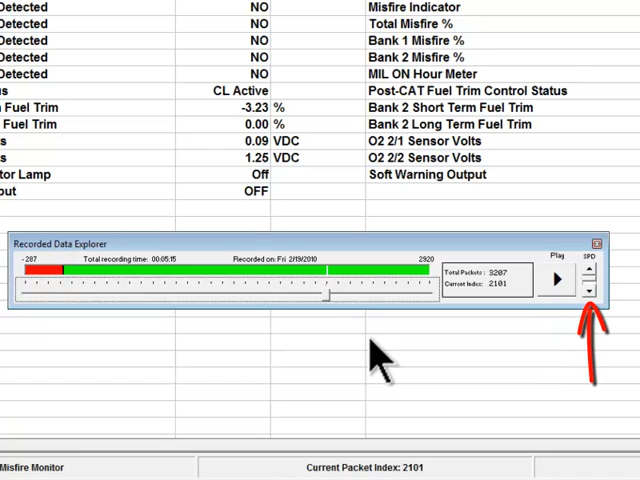 Detected NO Misfire Indicator
Detected NO Total Misfire %
Detected NO Bank 1 Misfire %
Detected NO Bank 2 Misfire %
Detected NO MIL ON Hour Meter
s CL Active Post-CAT Fuel Trim Control Status
Fuel Trim -3.23 % Bank 2 Short Term Fuel Trim
Fuel Trim 0.00 % Bank 2 Long Term Fuel Trim
s 0.09 VDC O2 2/1 Sensor Volts
s 1.25 VDC O2 2/2 Sensor Volts
tor Lamp Off Soft Warning Output
put OFF
Recorded Data Explorer
-287 Total recording time: 00:05:15 Recorded on: Fri 2/19/2010 2920 Play SPD
Total Packets : 3207
Current Index: 2101
Misfire Monitor Current Packet Index: 2101